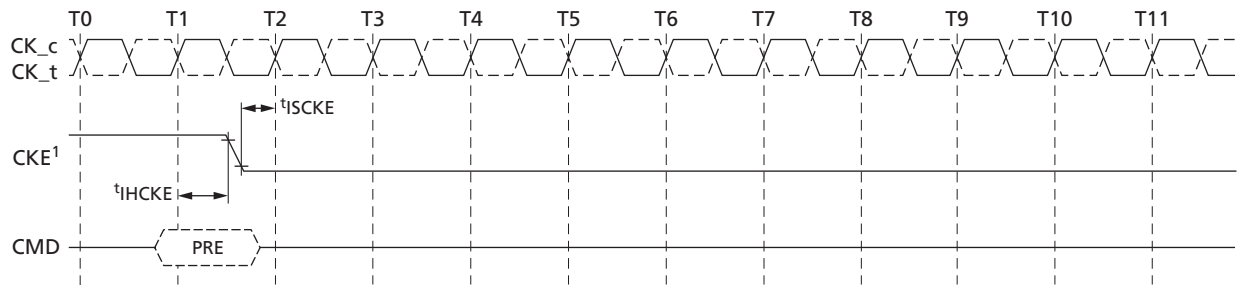 T0 T1 T2 T3 T4 T5 T6 T7 T8 T9 T10 T11
CK_c
CK_t
tISCKE
CKE1
tIHCKE
CMD PRE